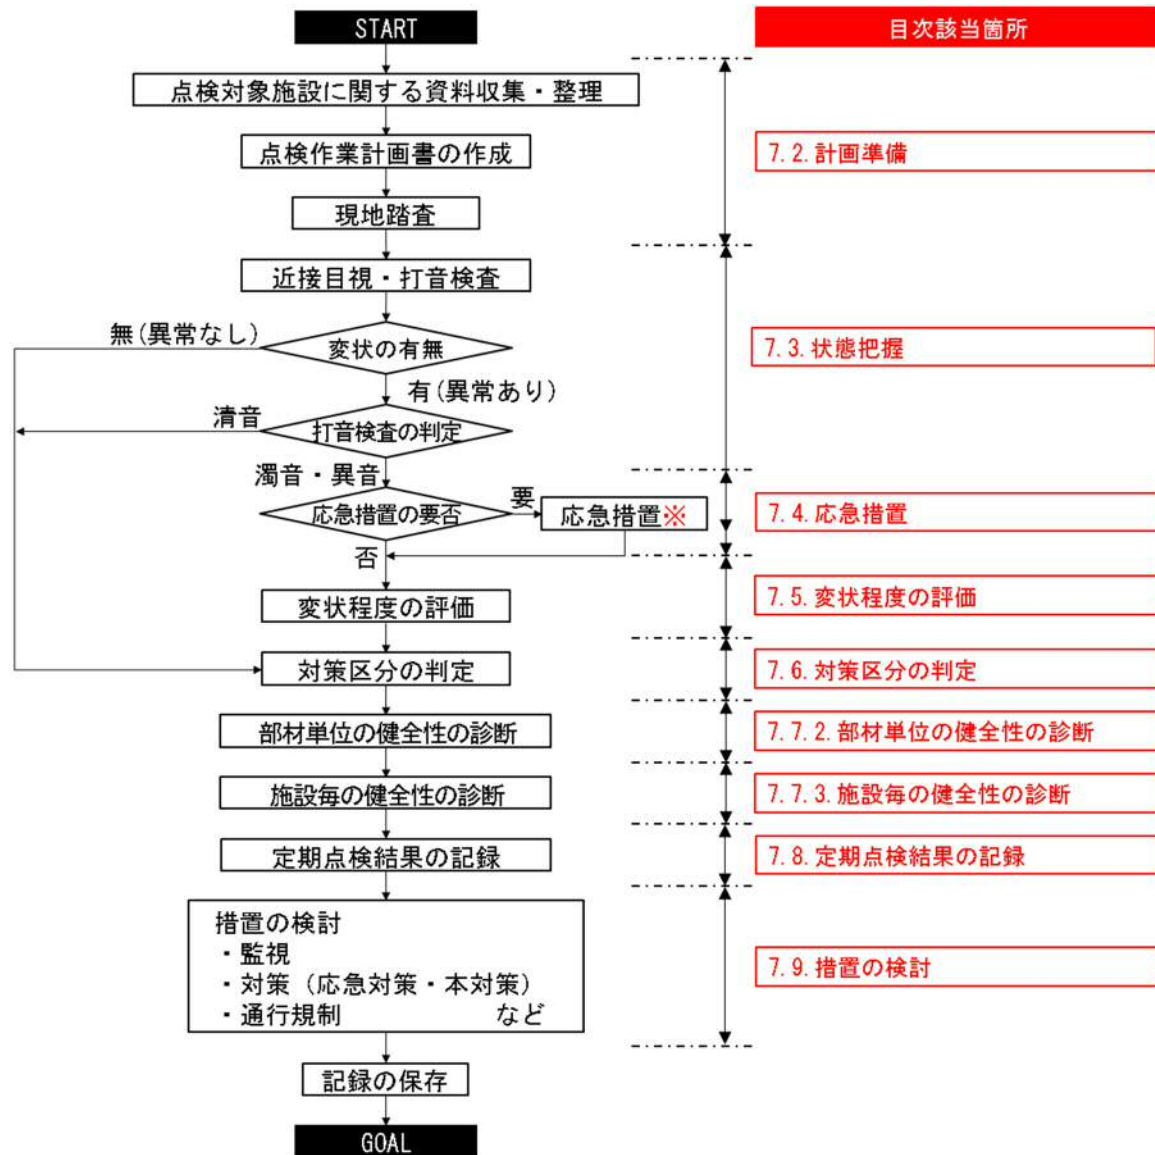 START
目次該当箇所
点検対象施設に関する資料収集・整理
点検作業計画書の作成
7.2.計画準備
現地踏査
近接目視・打音検査
無(異常なし)
変状の有無
7.3.状態把握
有(異常あり)
清音
打音検査の判定
濁音・異音
応急措置の要否
要
応急措置※
7.4.応急措置
否
変状程度の評価
7.5.変状程度の評価
対策区分の判定
7.6.対策区分の判定
部材単位の健全性の診断
7.7.2.部材単位の健全性の診断
施設毎の健全性の診断
7.7.3.施設毎の健全性の診断
定期点検結果の記録
7.8.定期点検結果の記録
措置の検討
・監視
・対策（応急対策・本対策）
・通行規制 など
7.9.措置の検討
記録の保存
GOAL